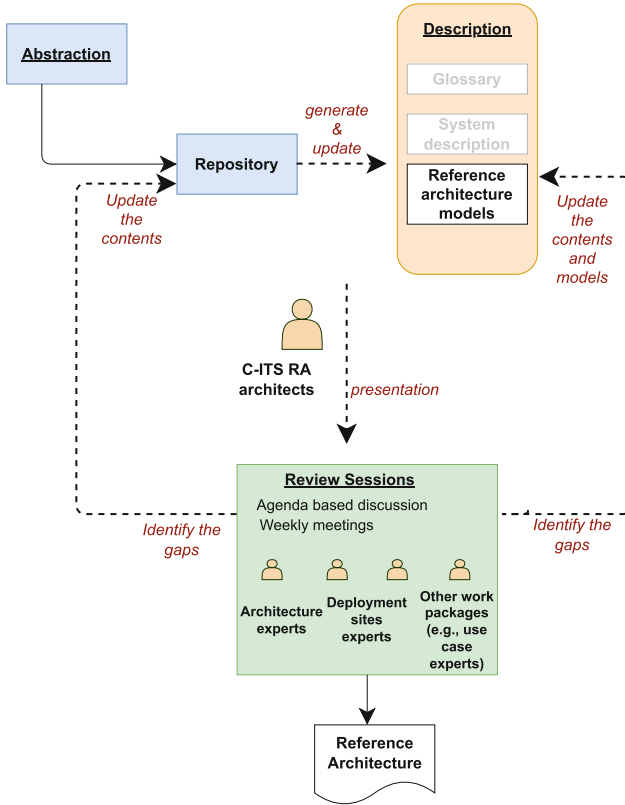 Abstraction
Description
Glossary
System
description
Reference
architecture
models
generate
&
update
Repository
Update
the
contents
Update
the
contents
and
models
C-ITS RA
architects
presentation
Review Sessions
Agenda based discussion
Weekly meetings
Identify the
gaps
Identify the
gaps
Architecture
experts
Deployment
sites
experts
Other work
packages
(e.g., use
case
experts)
Reference
Architecture